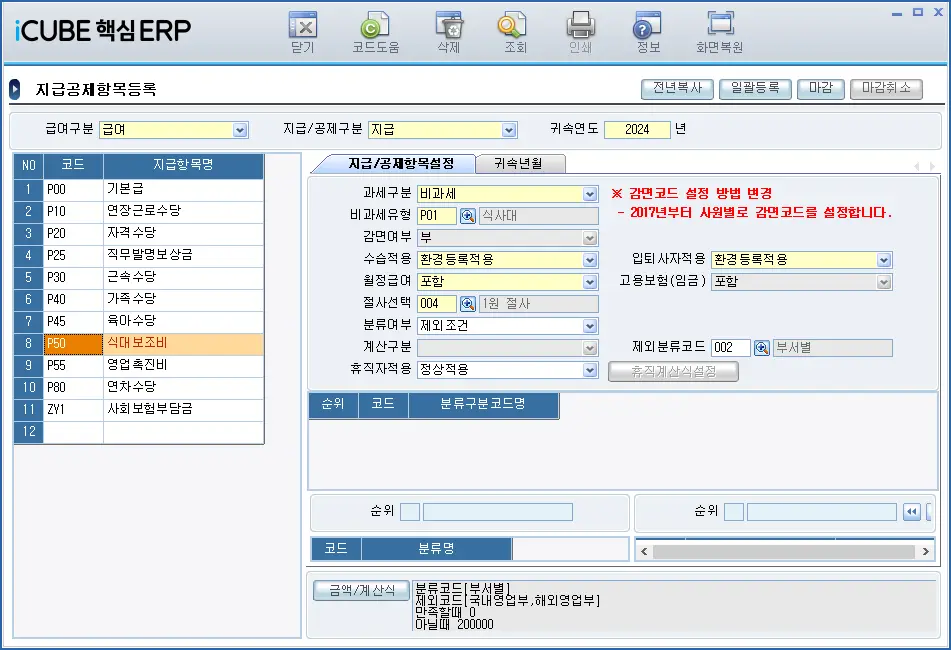 iCUBE 핵심ERP
닫기 코드도움 삭제 조회 인쇄 정보 화면복원
지급공제항목등록
전년복사 일괄등록 마감 마감취소
급여구분 급여 지급/공제구분 지급 귀속연도 2024 년
NO 코드 지급항목명
1 P00 기본급
2 P10 연장근로수당
3 P20 자격수당
4 P25 직무발명보상금
5 P30 근속수당
6 P40 가족수당
7 P45 육아수당
8 P50 식대보조비
9 P55 영업촉진비
10 P80 연차수당
11 ZY1 사회보험부담금
12
지급/공제항목설정 귀속년월
과세구분 비과세
※ 감면코드 설정 방법 변경
비과세유형 P01 식사대
- 2017년부터 사원별로 감면코드를 설정합니다.
감면여부 부
수습적용 환경등록적용 입퇴사자적용 환경등록적용
월정급여 포함 고용보험(임금) 포함
절사선택 004 1원 절사
분류여부 제외조건
계산구분 제외분류코드 002 부서별
휴직자적용 정상적용 휴직계산식설정
순위 코드 분류구분코드명
순위 순위
코드 분류명
금액/계산식
분류코드[부서별]
제외코드[국내영업부,해외영업부]
만족할때 0
아닐때 200000